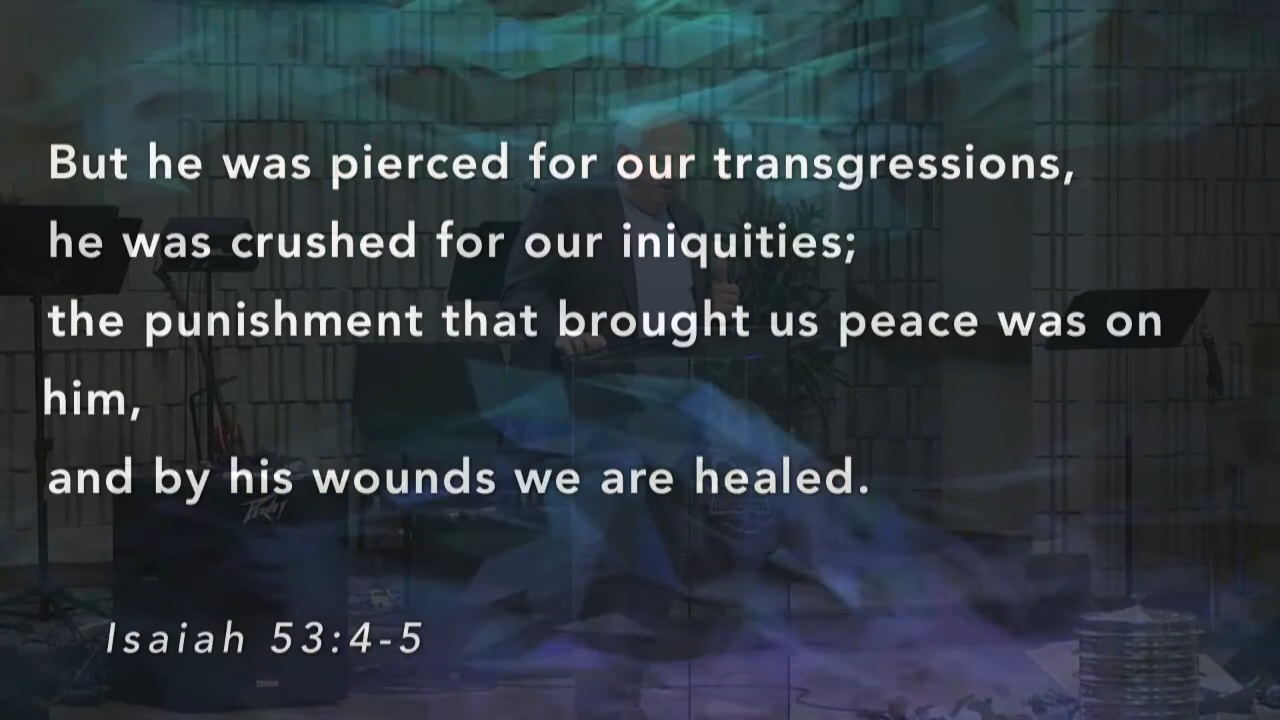 But he was pierced for our transgressions,
he was crushed for our iniquities;
the punishment that brought us peace was on
him,
and by his wounds we are healed.
PEAVEY
Isaiah 53:4-5